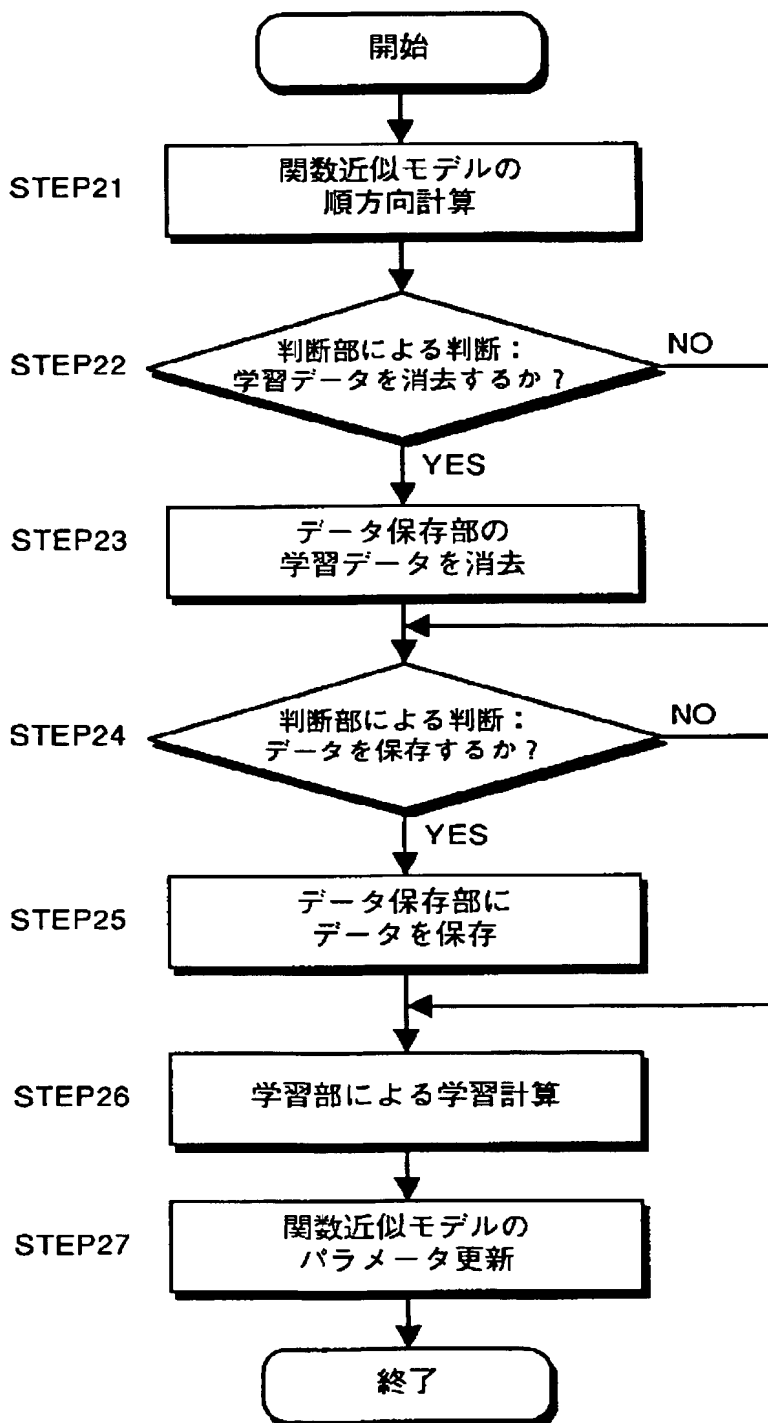 開始
STEP21
関数近似モデルの
順方向計算
STEP22
判断部による判断：
学習データを消去するか？
NO
YES
STEP23
データ保存部の
学習データを消去
STEP24
判断部による判断：
データを保存するか？
NO
YES
STEP25
データ保存部に
データを保存
STEP26
学習部による学習計算
STEP27
関数近似モデルの
パラメータ更新
終了